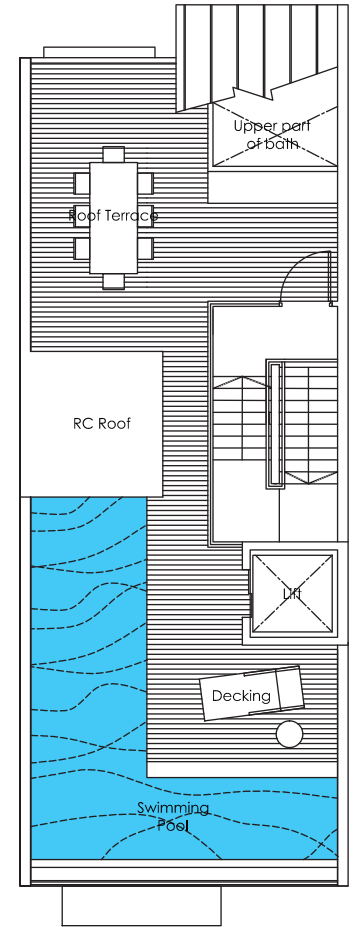 Upper part
of bath
Roof Terrace
RC Roof
Lift
Decking
Swimming
Pool